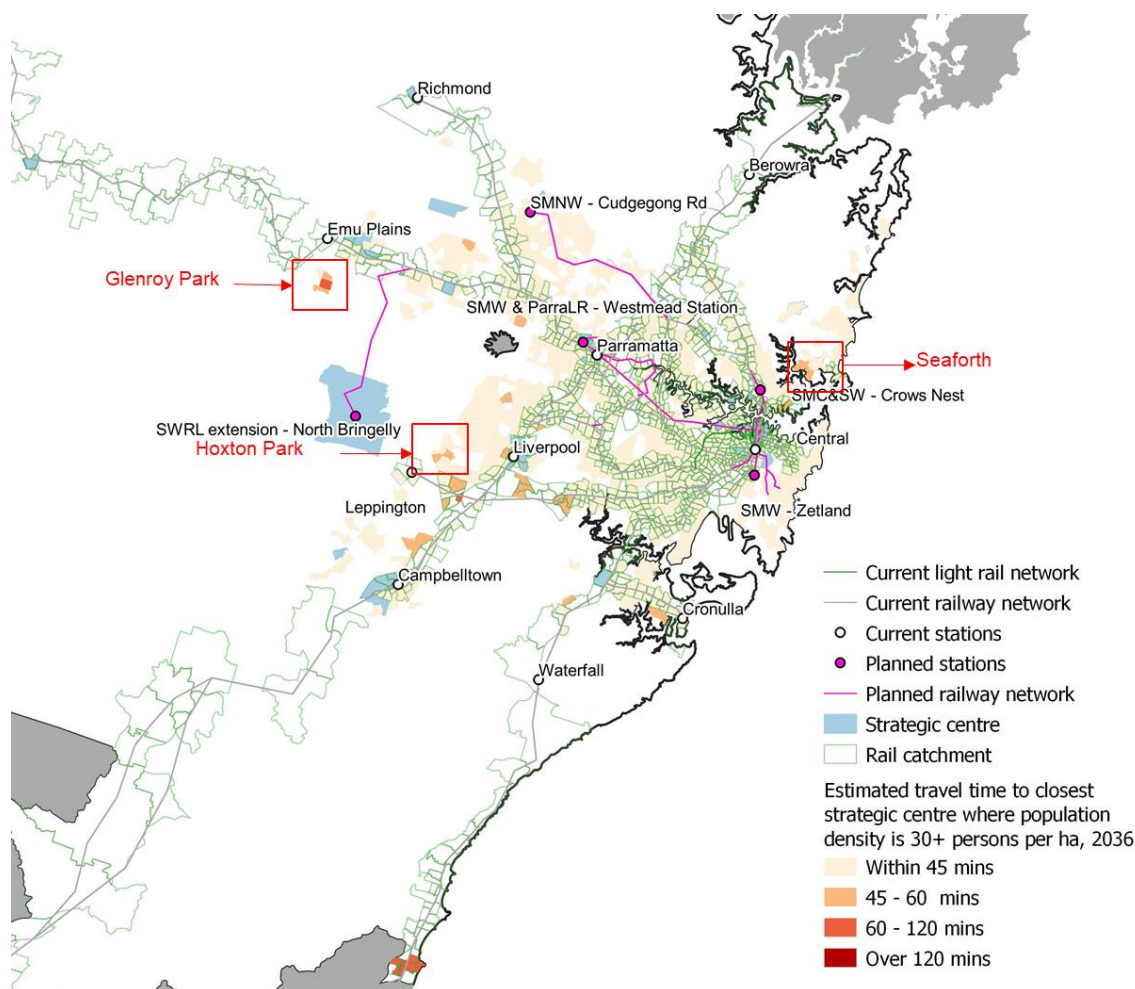 Richmond
Berowra
SMNW - Cudgegong Rd
Emu Plains
Glenroy Park
SMW & ParraLR - Westmead Station
Parramatta
Seaforth
SMC&SW - Crows Nest
SWRL extension - North Bringelly
Hoxton Park
Liverpool
Central
Leppington
SMW - Zetland
Campbelltown
Cronulla
Waterfall
Current light rail network
Current railway network
Current stations
Planned stations
Planned railway network
Strategic centre
Rail catchment
Estimated travel time to closest
strategic centre where population
density is 30+ persons per ha, 2036
Within 45 mins
45 - 60 mins
60 - 120 mins
Over 120 mins